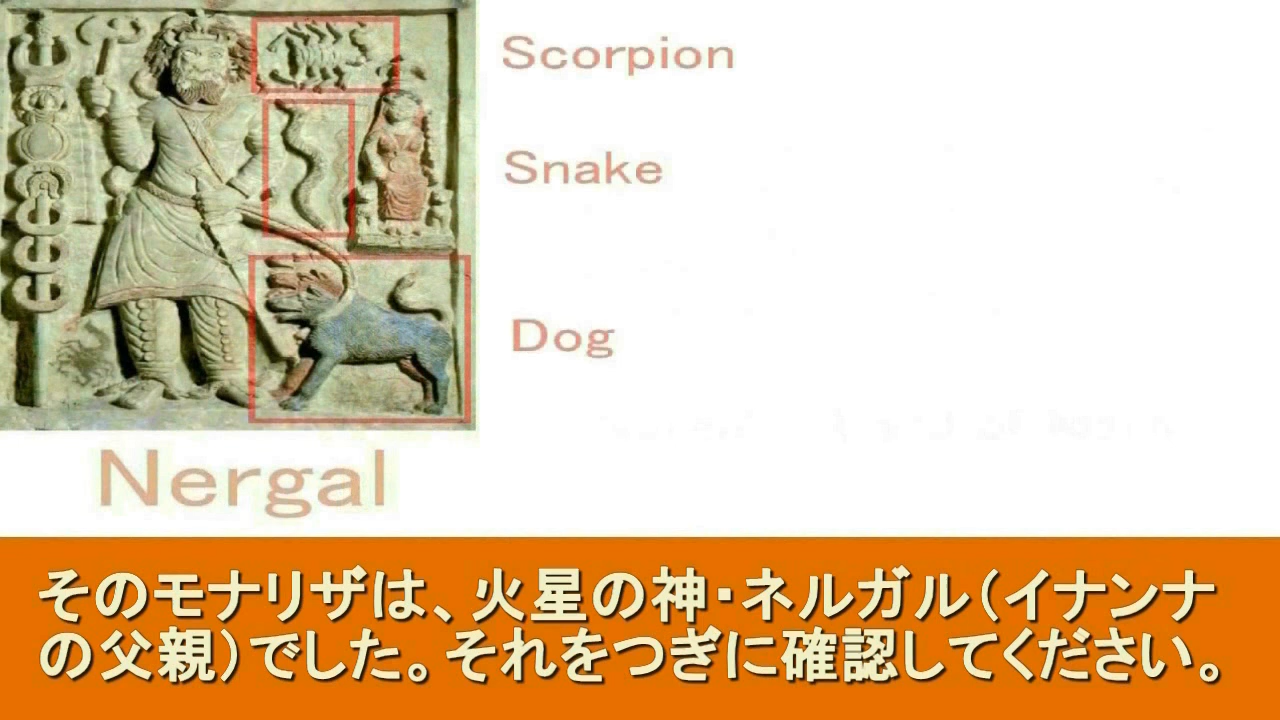 Scorpion
Snake
Dog
Nergal
そのモナリザは、火星の神・ネルガル(イナンナ
の父親)でした。それをつぎに確認してください。